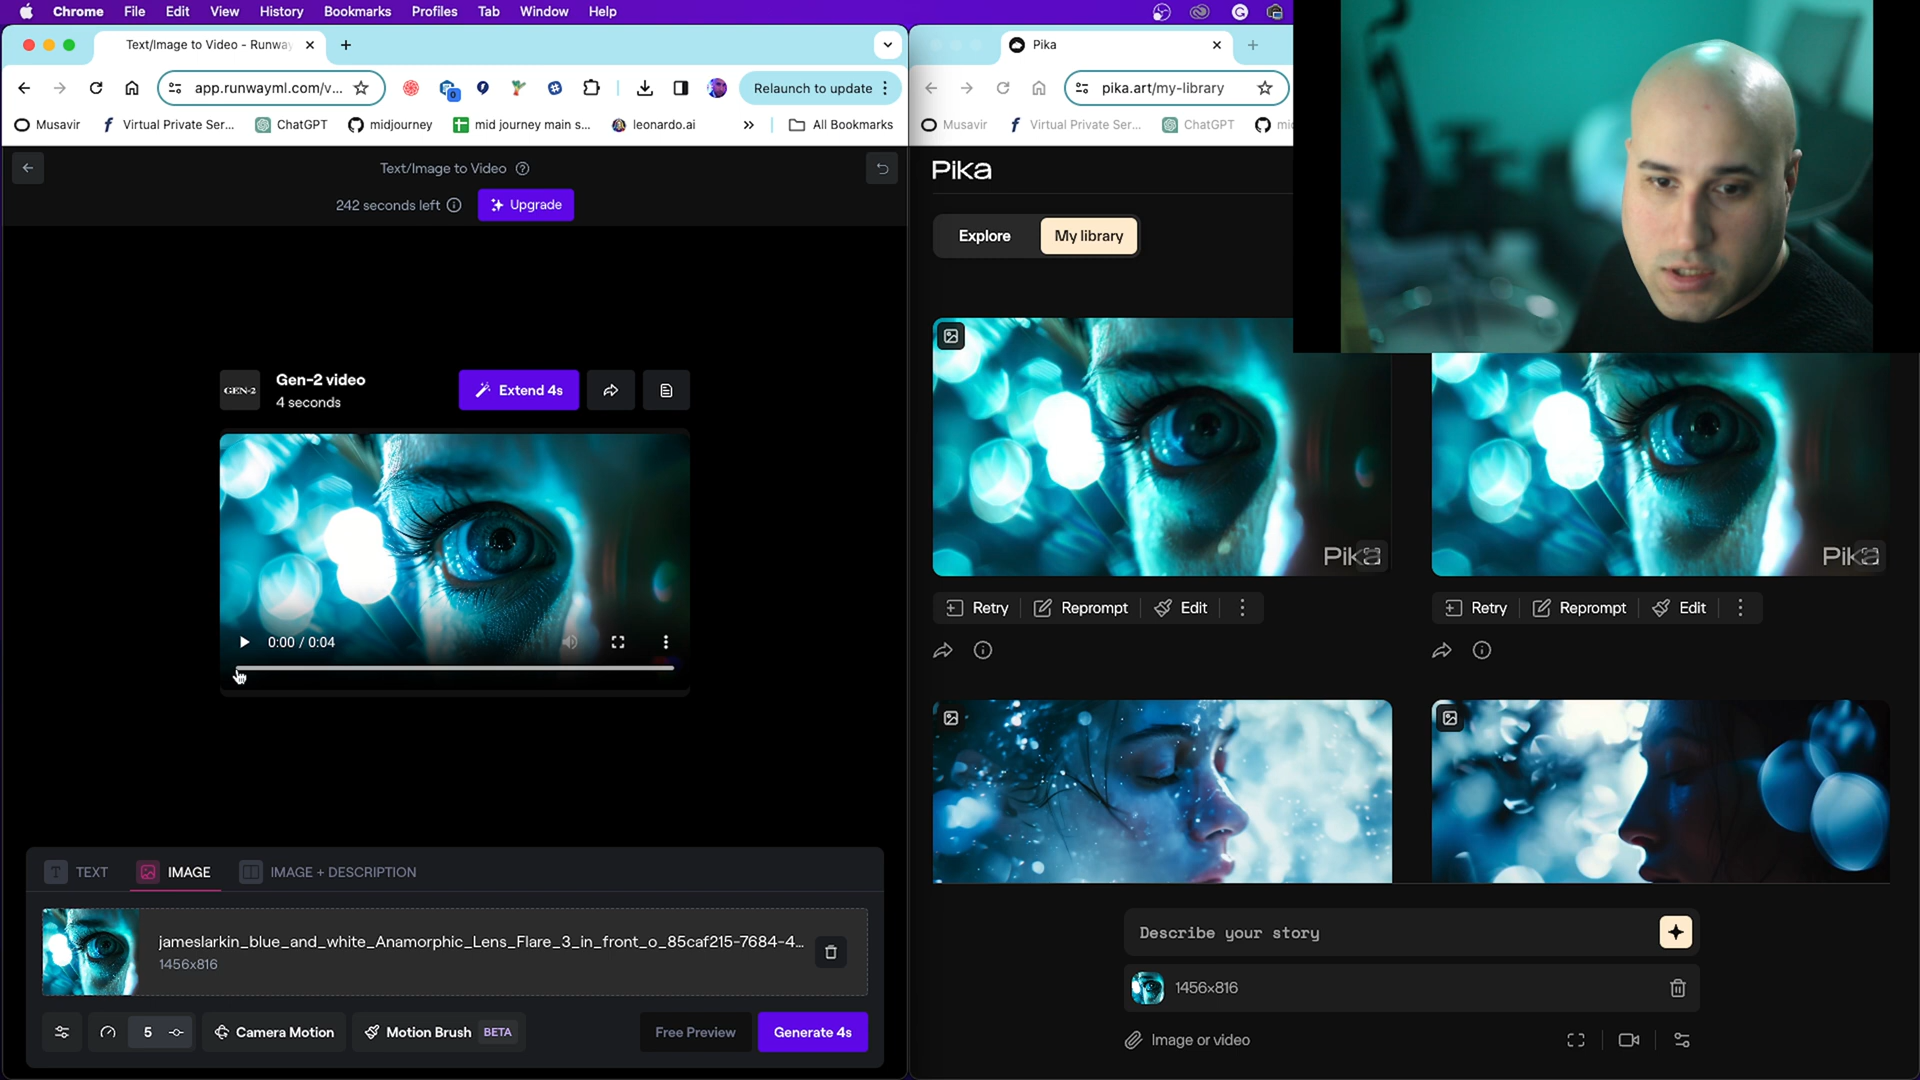 Chrome File Edit View History Bookmarks Profiles Tab Window Help
Text/Image to Video - Runway
app.runwayml.com/v...
Relaunch to update
Musavir
Virtual Private Ser...
ChatGPT
midjourney
mid journey main s...
leonardo.ai
All Bookmarks
Text/Image to Video
242 seconds left
Upgrade
GEN-2
Gen-2 video
4 seconds
Extend 4s
0:00 / 0:04
TEXT
IMAGE
IMAGE + DESCRIPTION
jameslarkin_blue_and_white_Anamorphic_Lens_Flare_3_in_front_o_85caf215-7684-4...
1456x816
5
Camera Motion
Motion Brush BETA
Free Preview
Generate 4s
Pika
pika.art/my-library
Musavir
Virtual Private Ser...
ChatGPT
Pika
Explore
My library
Pika
Pika
Retry
Reprompt
Edit
Retry
Reprompt
Edit
Describe your story
1456×816
Image or video